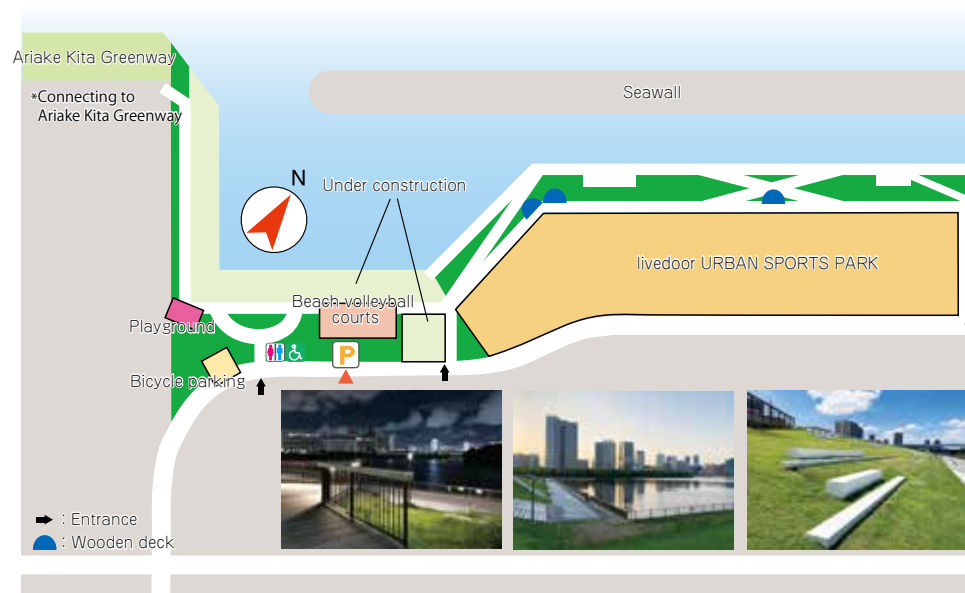 Ariake Kita Greenway
*Connecting to
Ariake Kita Greenway
Seawall
N
Under construction
livedoor URBAN SPORTS PARK
Beach volleyball
courts
Playground
P
Bicycle parking
: Entrance
: Wooden deck